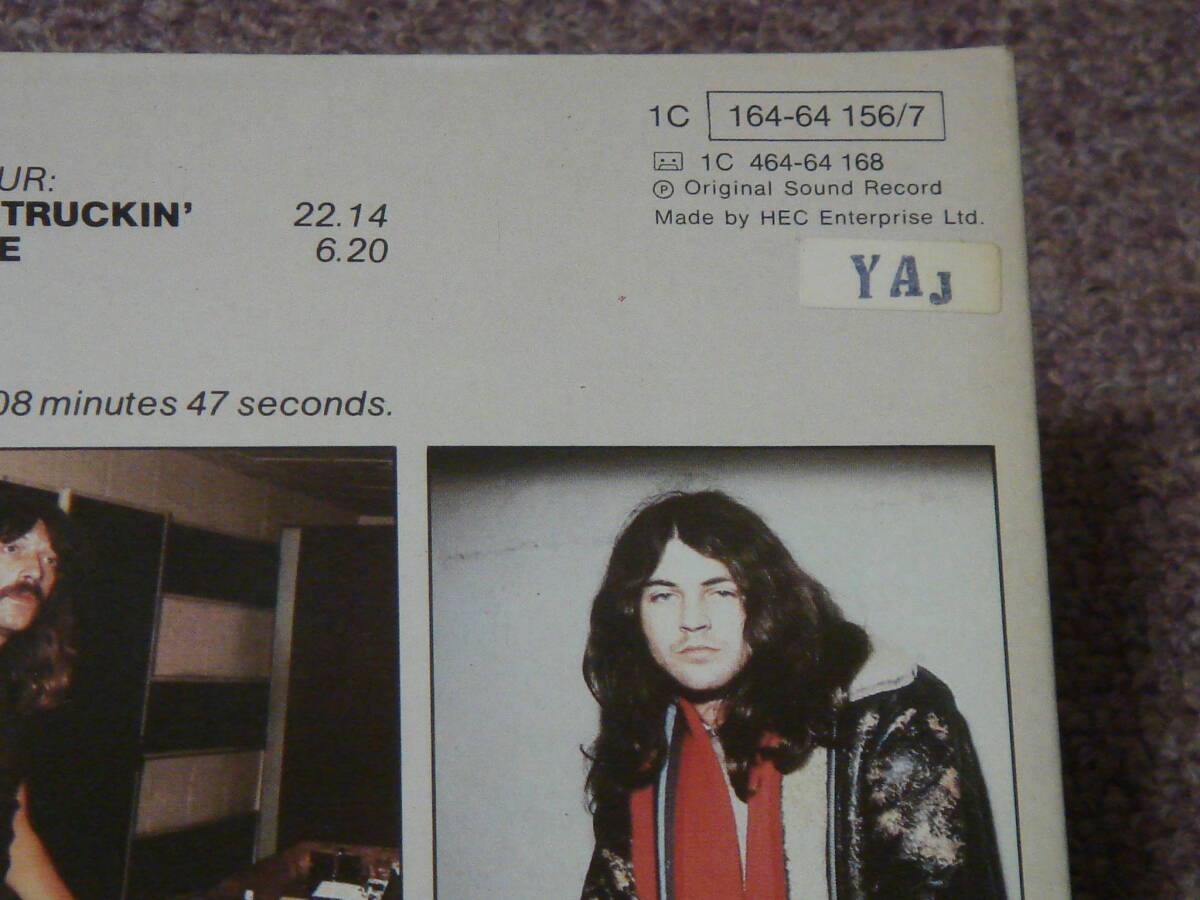 1C 164-64 156/7
1C 464-64 168
Ⓟ Original Sound Record
Made by HEC Enterprise Ltd.
YAJ
UR:
TRUCKIN' 22.14
E 6.20
08 minutes 47 seconds.